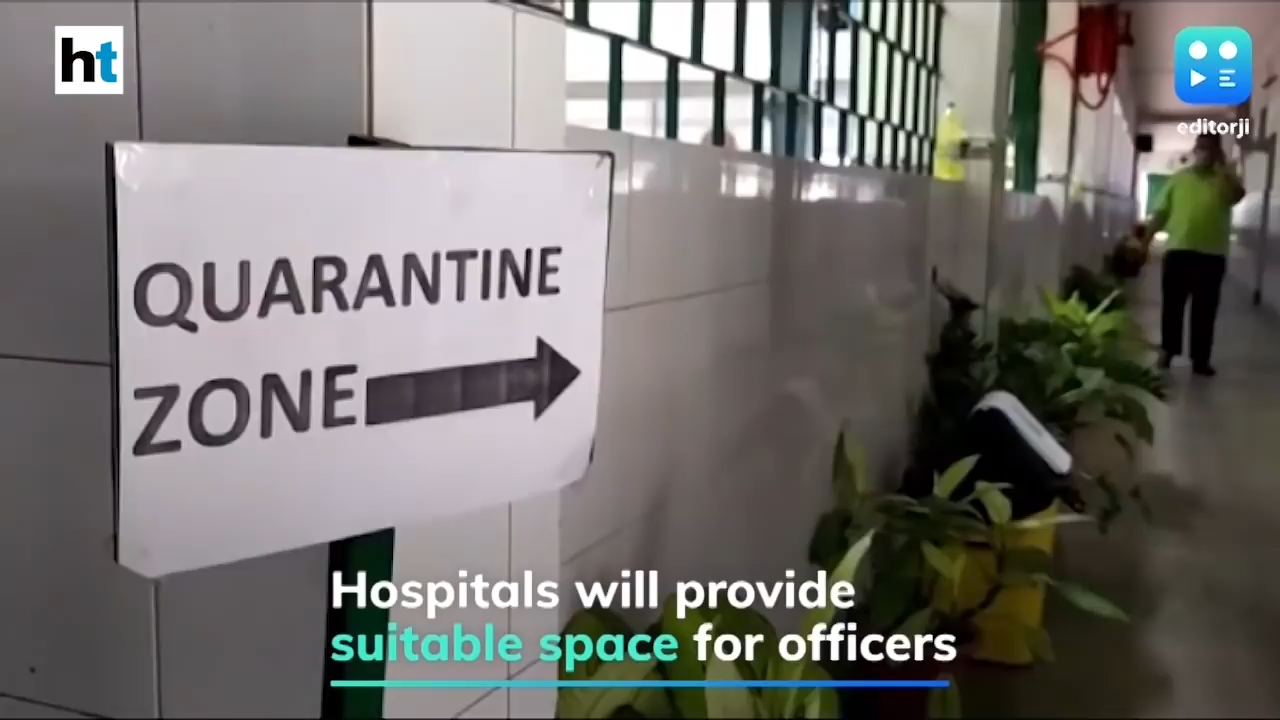 ht
editorji
QUARANTINE
ZONE
Hospitals will provide
suitable space for officers